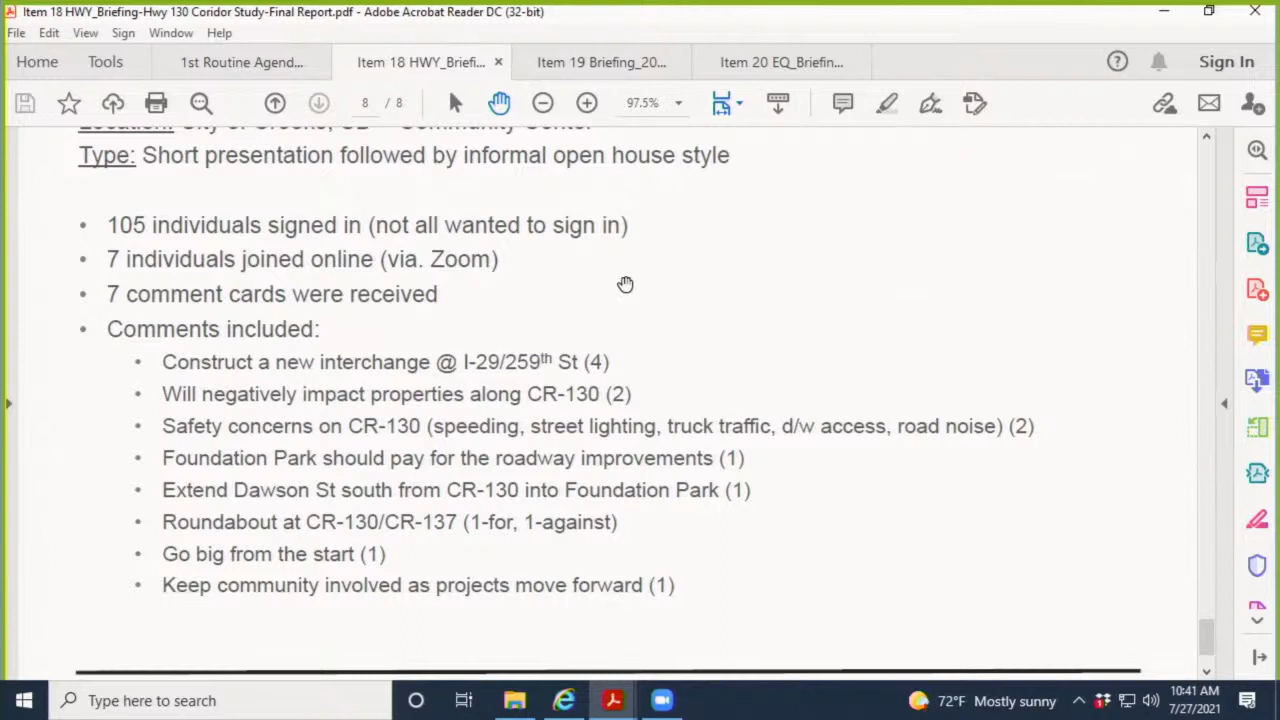 Item 18 HWY_Briefing-Hwy 130 Coridor Study-Final Report.pdf - Adobe Acrobat Reader DC (32-bit)
File Edit View Sign Window Help
Home Tools 1st Routine Agend... Item 18 HWY_Briefi... × Item 19 Briefing_20... Item 20 EQ_Briefin... Sign In
8 / 8 97.5%
Location: City of Crooks, SD – Community Center
Type: Short presentation followed by informal open house style
• 105 individuals signed in (not all wanted to sign in)
• 7 individuals joined online (via. Zoom)
• 7 comment cards were received
• Comments included:
• Construct a new interchange @ I-29/259th St (4)
• Will negatively impact properties along CR-130 (2)
• Safety concerns on CR-130 (speeding, street lighting, truck traffic, d/w access, road noise) (2)
• Foundation Park should pay for the roadway improvements (1)
• Extend Dawson St south from CR-130 into Foundation Park (1)
• Roundabout at CR-130/CR-137 (1-for, 1-against)
• Go big from the start (1)
• Keep community involved as projects move forward (1)
Type here to search
72°F Mostly sunny
10:41 AM
7/27/2021